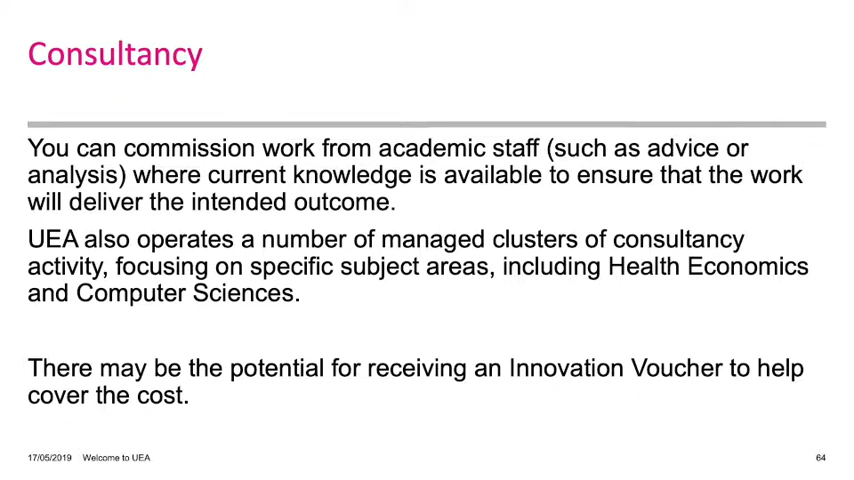 Consultancy
You can commission work from academic staff (such as advice or
analysis) where current knowledge is available to ensure that the work
will deliver the intended outcome.
UEA also operates a number of managed clusters of consultancy
activity, focusing on specific subject areas, including Health Economics
and Computer Sciences.
There may be the potential for receiving an Innovation Voucher to help
cover the cost.
17/05/2019 Welcome to UEA 64